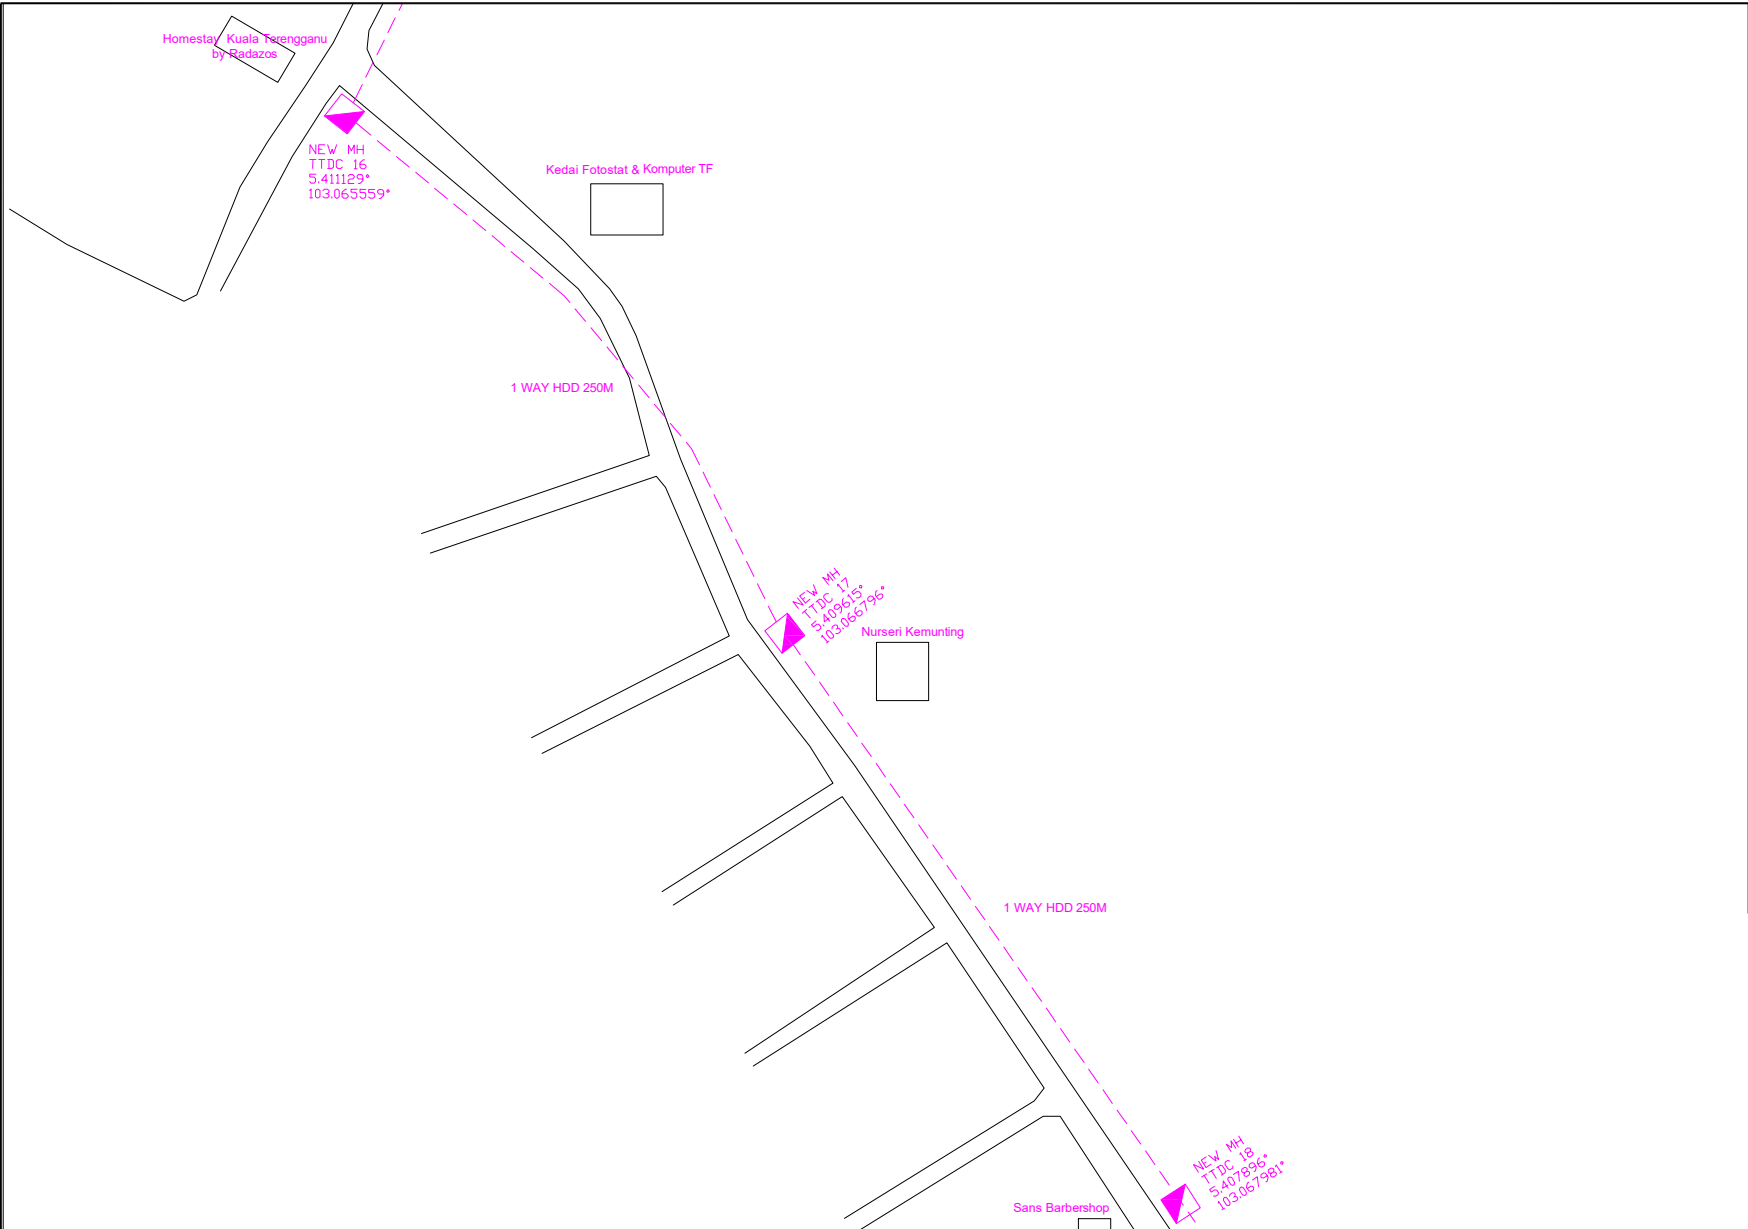 Homestay Kuala Terengganu
by Radazos
NEW MH
TTDC 16
5.411129°
103.065559°
Kedai Fotostat & Komputer TF
1 WAY HDD 250M
NEW MH
TTDC 17
5.409615°
103.066796°
Nurseri Kemunting
1 WAY HDD 250M
NEW MH
TTDC 18
5.407896°
103.067981°
Sans Barbershop